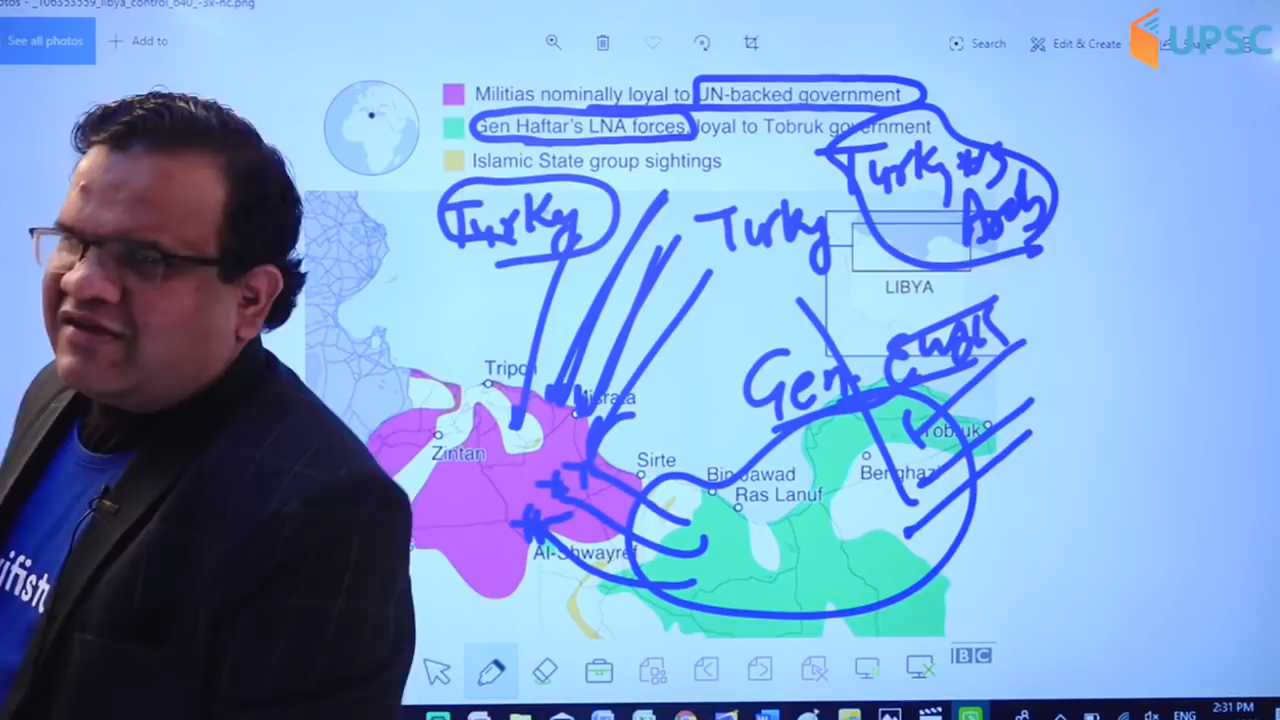 See all photos
Add to
Search
Edit & Create
UPSC
Militias nominally loyal to UN-backed government
Gen Haftar's LNA forces, loyal to Tobruk government
Islamic State group sightings
Turky
Turky
Turky
Arab
LIBYA
Gen.
Tripoli
Misrata
Zintan
Sirte
Bin Jawad
Ras Lanuf
Tobruk
Benghazi
Al-Shwayref
BBC
2:31 PM
ENG